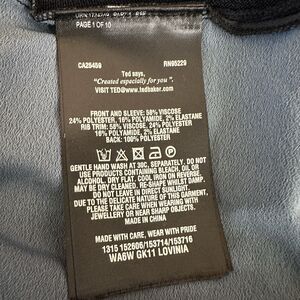 PAGE 1 OF 10
CA25459 RN95229
Ted says,
"Created especially for you."
VISIT TED@www.tedbaker.com
FRONT AND SLEEVE: 58% VISCOSE
24% POLYESTER, 16% POLYAMIDE, 2% ELASTANE
RIB TRIM: 58% VISCOSE, 24% POLYESTER
16% POLYAMIDE, 2% ELASTANE
BACK: 100% POLYESTER
GENTLE HAND WASH AT 30C, SEPARATELY. DO NOT
USE PRODUCTS CONTAINING BLEACH, OIL OR
ALCOHOL. DRY FLAT. COOL IRON ON REVERSE.
MAY BE DRY CLEANED. RE-SHAPE WHILST DAMP.
DO NOT LEAVE IN DIRECT SUNLIGHT.
DUE TO THE DELICATE NATURE OF THIS GARMENT,
PLEASE TAKE CARE WHEN WEARING WITH
JEWELLERY OR NEAR SHARP OBJECTS.
MADE IN CHINA.
MADE WITH CARE, WEAR WITH PRIDE
1315 152606/153714/153716
WA6W GK11 LOVINIA